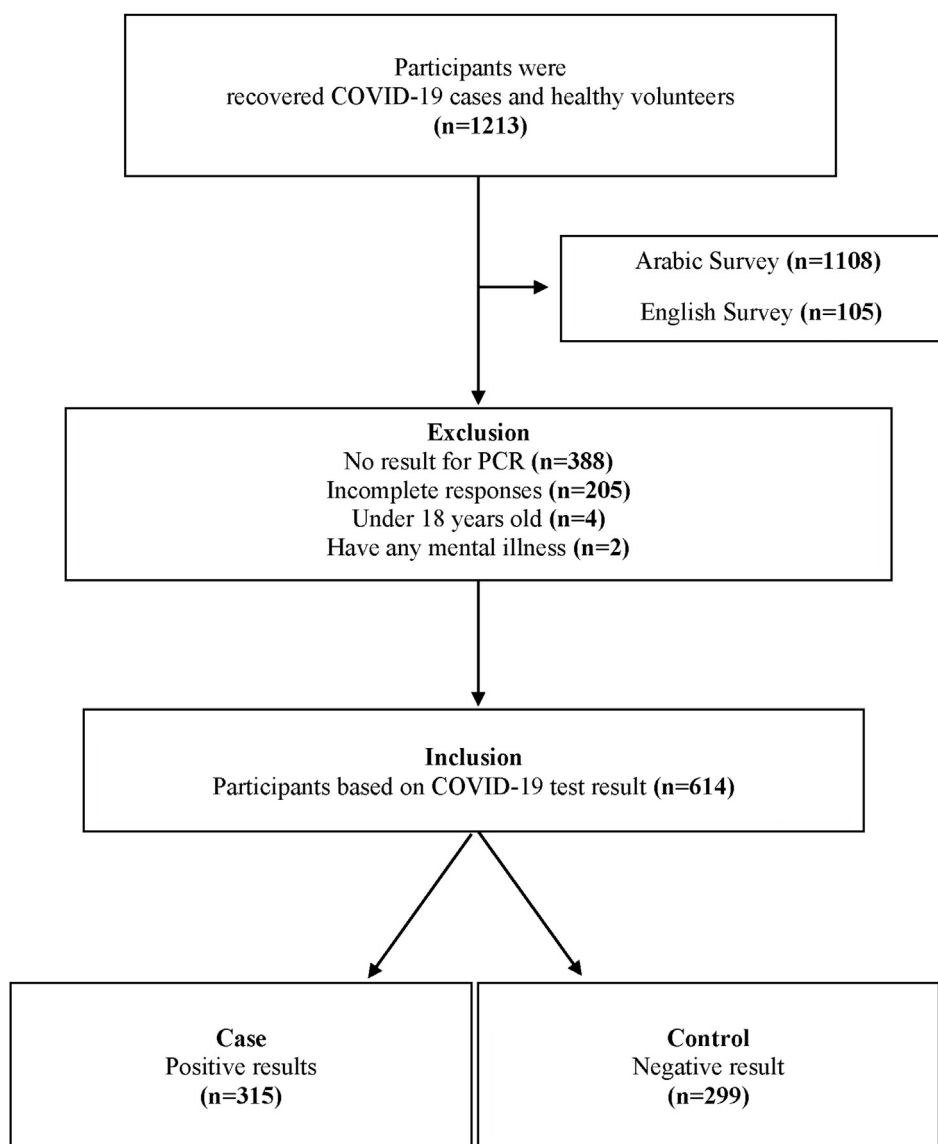 Participants were
recovered COVID-19 cases and healthy volunteers
(n=1213)
Arabic Survey (n=1108)
English Survey (n=105)
Exclusion
No result for PCR (n=388)
Incomplete responses (n=205)
Under 18 years old (n=4)
Have any mental illness (n=2)
Inclusion
Participants based on COVID-19 test result (n=614)
Case
Positive results
(n=315)
Control
Negative result
(n=299)